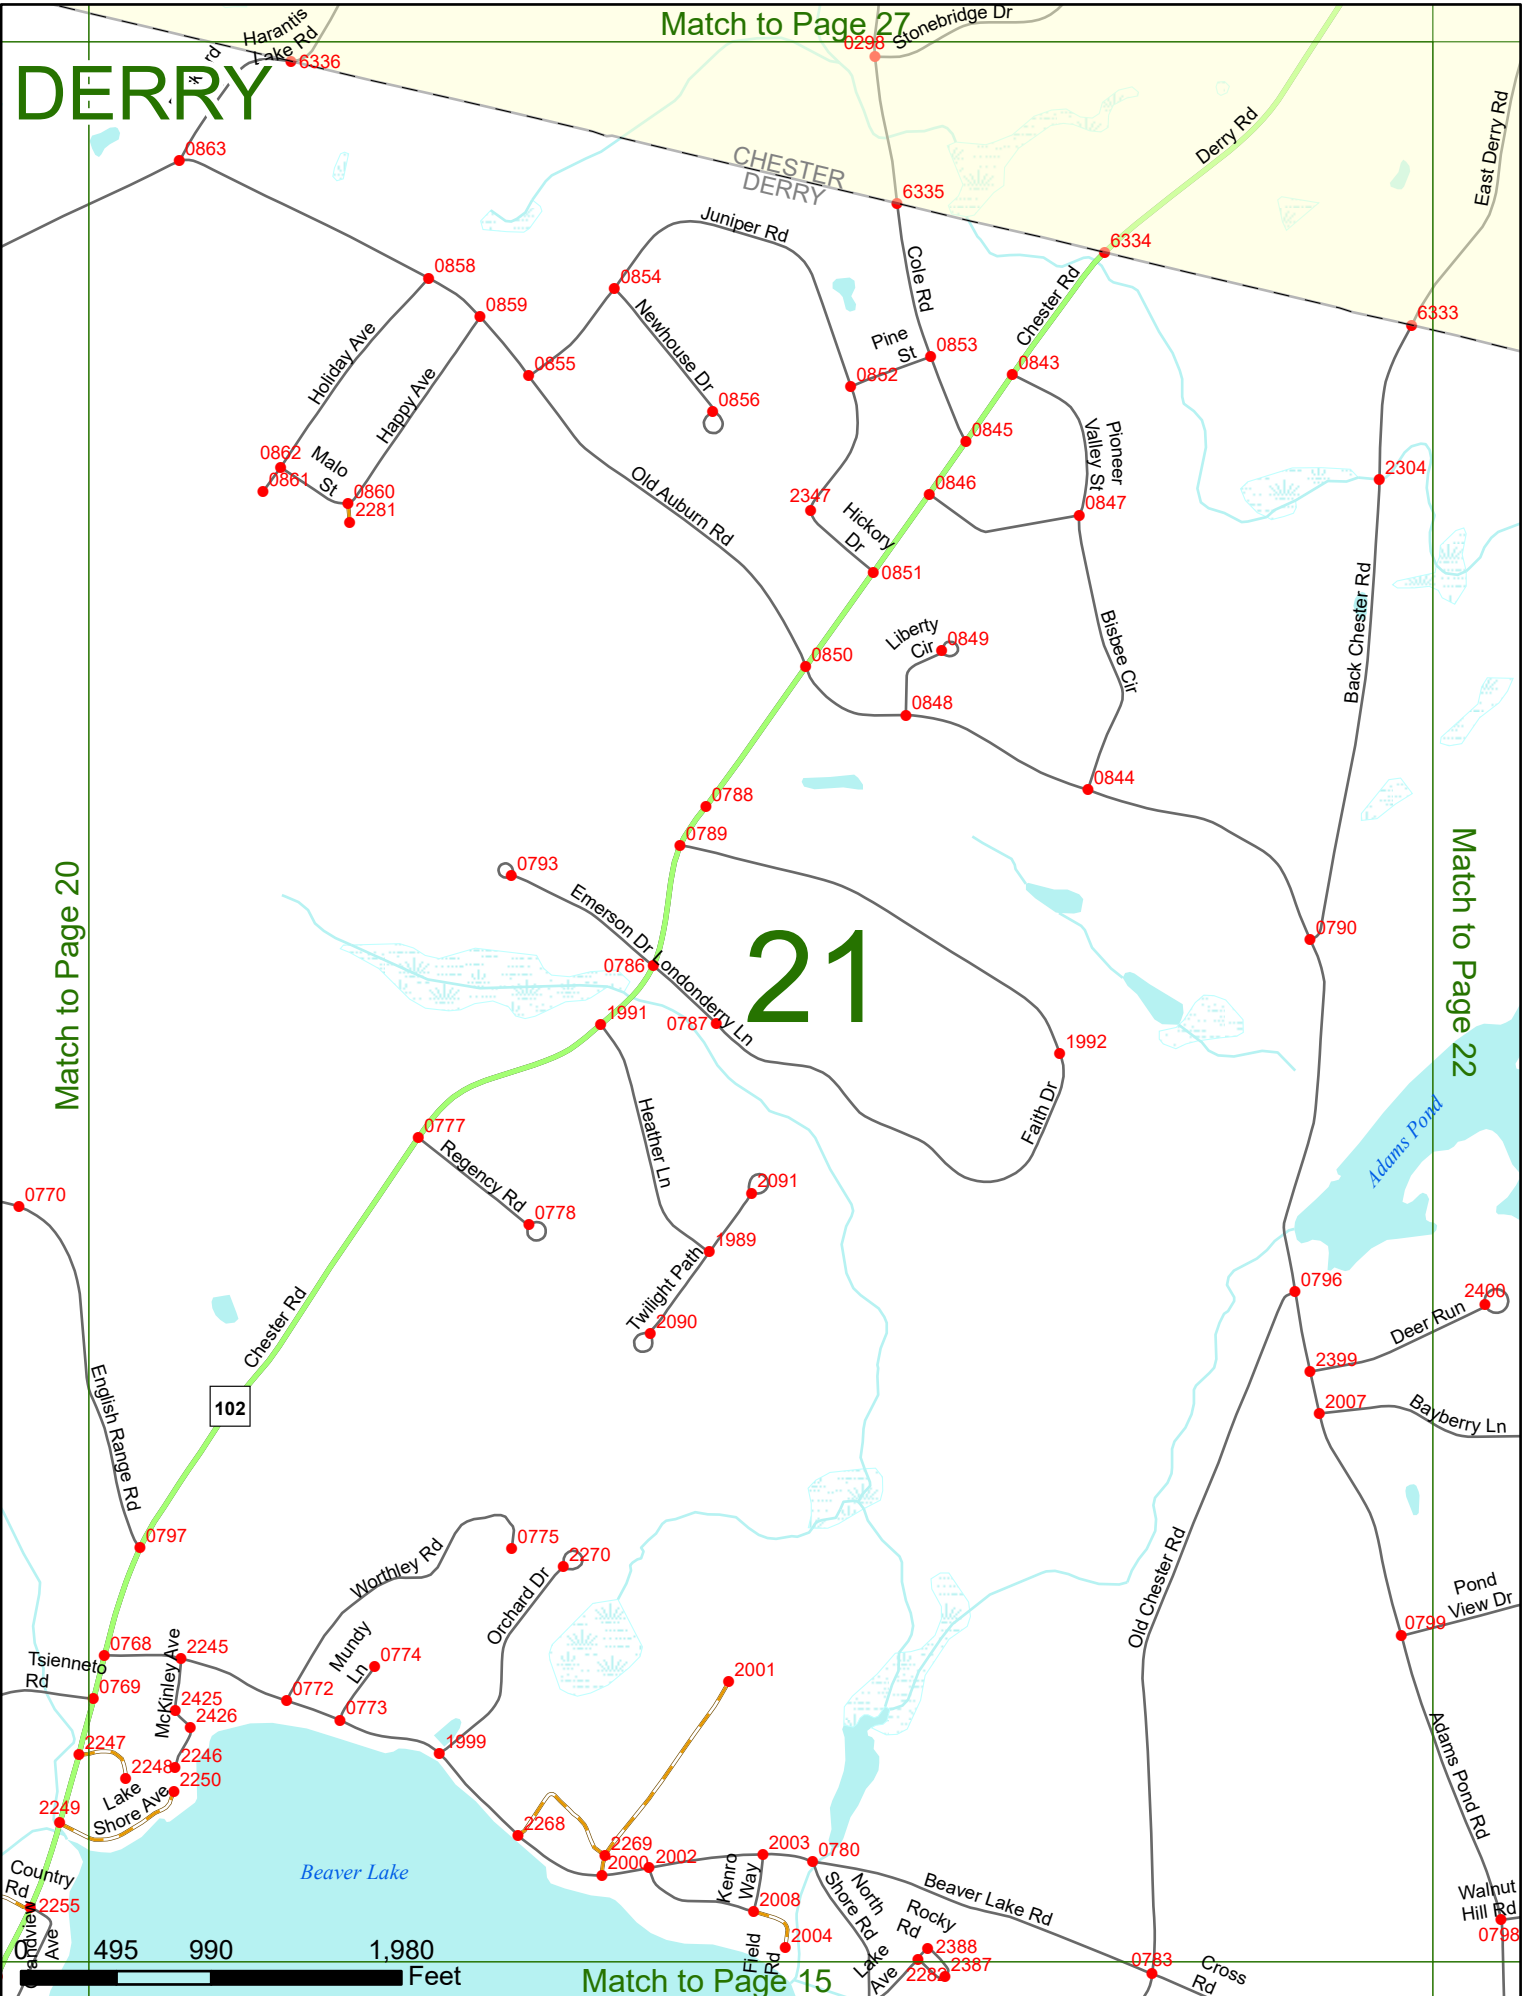 Match to Page 27
Stonebridge Dr
0298
Harantis
Lake Rd
rd
6336
DERRY
0863
East Derry Rd
Derry Rd
CHESTER
DERRY
6335
6334
6333
Juniper Rd
Cole Rd
Chester Rd
0858
0854
0859
Newhouse Dr
Pine
St
0853
0843
0855
0852
Holiday Ave
Happy Ave
0856
0845
Pioneer
Valley St
0862
0861
Malo
St
0860
2281
Old Auburn Rd
2347
Hickory
Dr
0846
0847
2304
0851
Back Chester Rd
Liberty
Cir
0849
Bisbee Cir
0850
0848
0844
0788
0789
Match to Page 20
Match to Page 22
0793
Emerson Dr
Londonderry Ln
0786
0787
21
0790
1991
1992
Faith Dr
Heather Ln
0777
Regency Rd
0778
Adams Pond
0770
2091
1989
Twilight Path
2090
0796
2400
Deer Run
2399
2007
Bayberry Ln
Chester Rd
102
English Range Rd
0797
Worthley Rd
0775
2270
Orchard Dr
Old Chester Rd
Pond
View Dr
0799
0768
Tsienneto
Rd
0769
McKinley Ave
2245
2425
2426
0772
Mundy
Ln
0774
0773
2001
2247
2248
2246
2250
Lake
Shore Ave
2249
1999
Adams Pond Rd
2268
2269
2000
2002
2003
0780
Beaver Lake
Country
Rd
2255
Grandview
Ave
Kenro
Way
2008
2004
Field
Rd
North
Shore Rd
Beaver Lake Rd
Rocky
Rd
Lake
Ave
2388
2387
2282
0783
Cross
Rd
Walnut
Hill Rd
0798
0 495 990 1,980
Feet
Match to Page 15